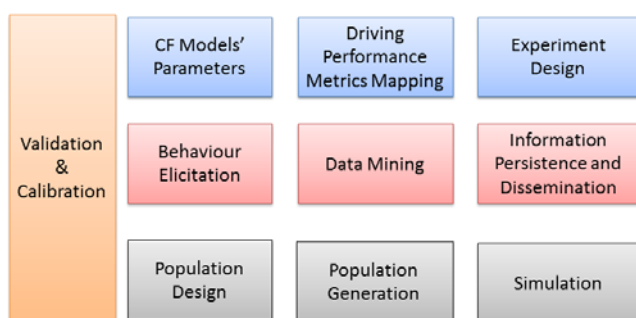 Validation
&
Calibration
CF Models'
Parameters
Driving
Performance
Metrics Mapping
Experiment
Design
Behaviour
Elicitation
Data Mining
Information
Persistence and
Dissemination
Population
Design
Population
Generation
Simulation